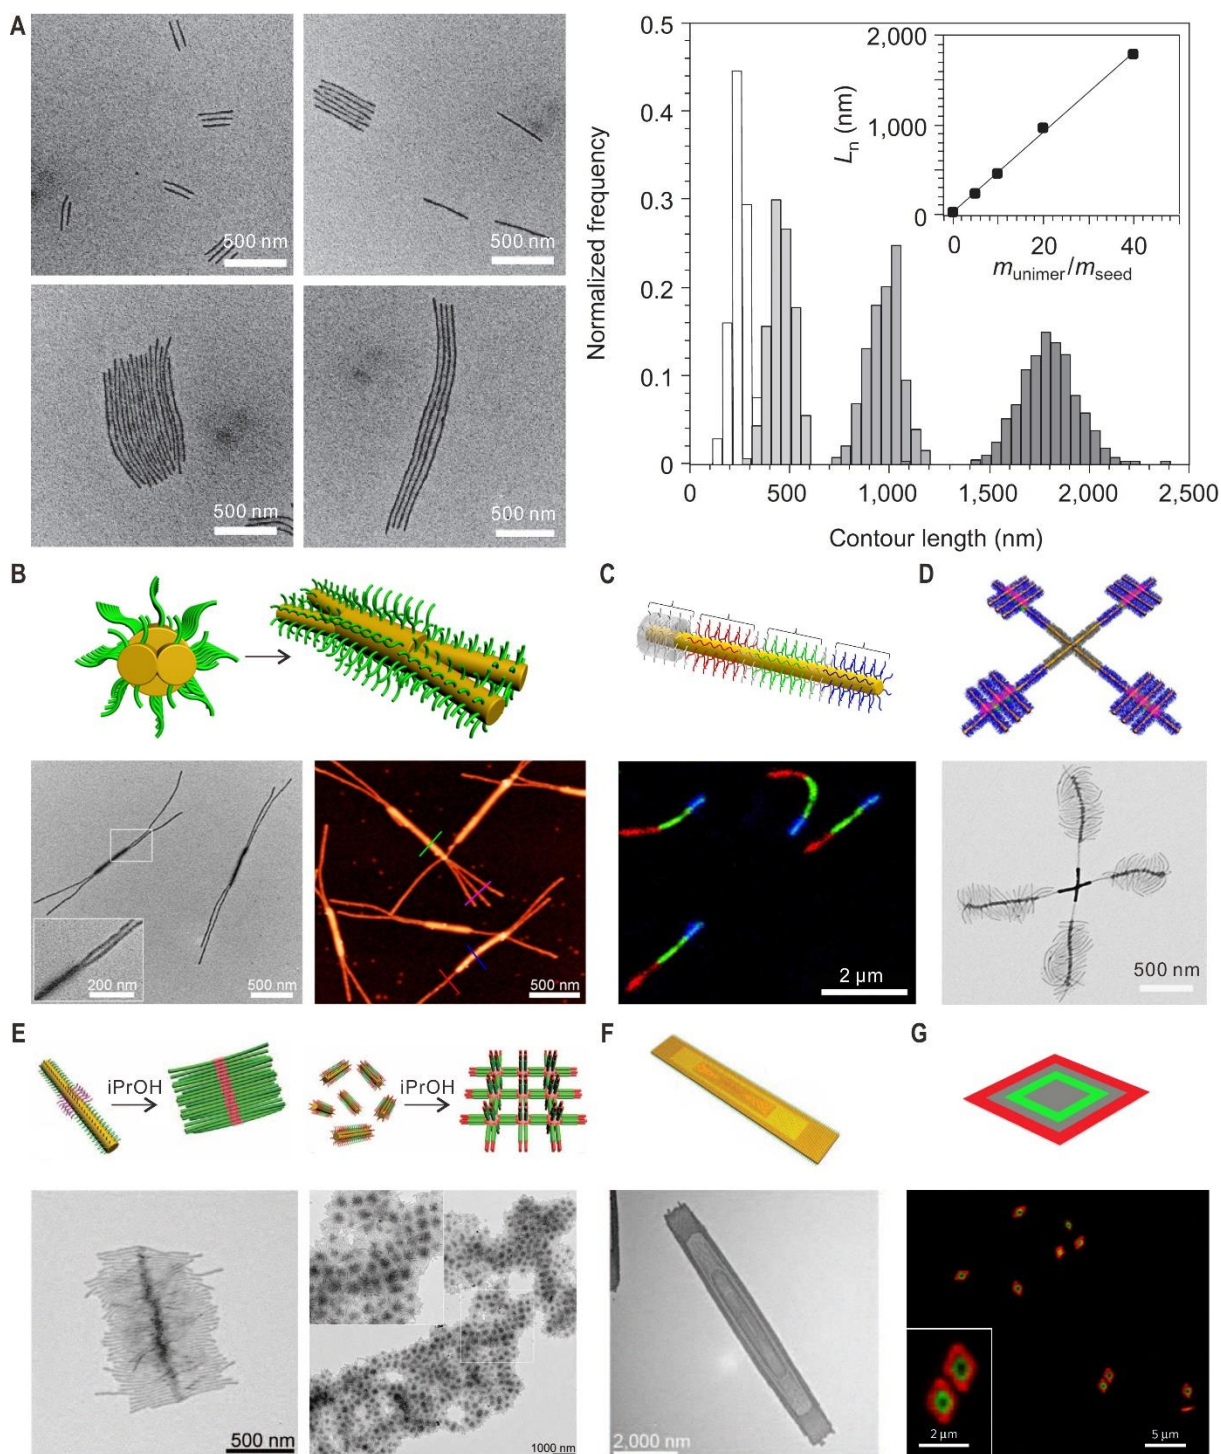 A
500 nm
500 nm
500 nm
500 nm
Normalized frequency
0.5
0.4
0.3
0.2
0.1
0
0 500 1,000 1,500 2,000 2,500
Contour length (nm)
Lₙ (nm)
2,000
1,000
0
0 20 40
m_unimer/m_seed
B
200 nm
500 nm
500 nm
C
2 µm
D
500 nm
E
iPrOH
iPrOH
500 nm
1000 nm
F
2,000 nm
G
2 µm
5 µm